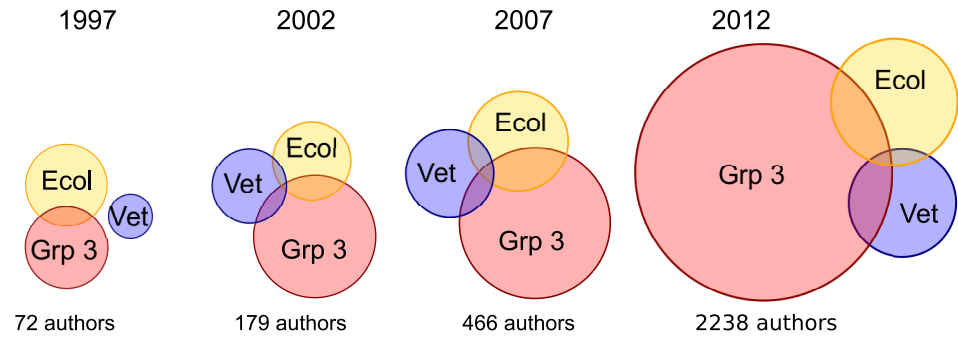 1997
2002
2007
2012
Ecol
Vet
Grp 3
Ecol
Vet
Grp 3
Ecol
Vet
Grp 3
Ecol
Grp 3
Vet
72 authors
179 authors
466 authors
2238 authors